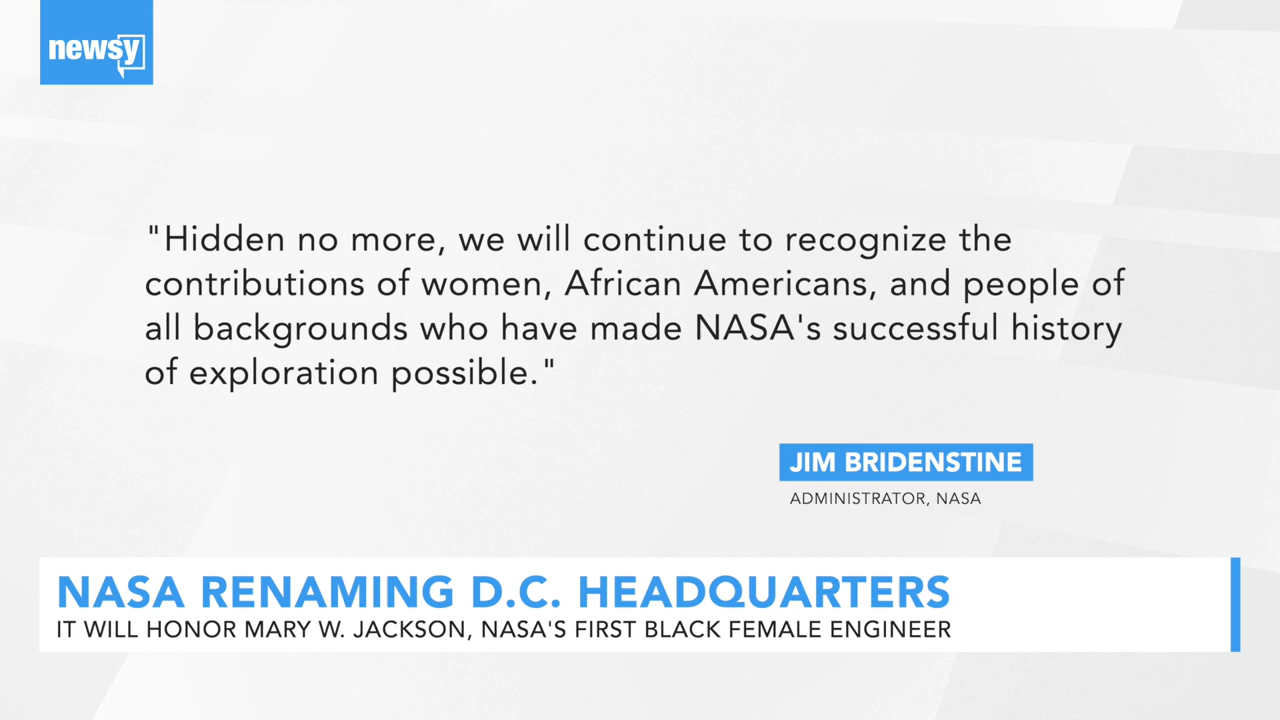 newsy
"Hidden no more, we will continue to recognize the
contributions of women, African Americans, and people of
all backgrounds who have made NASA's successful history
of exploration possible."
JIM BRIDENSTINE
ADMINISTRATOR, NASA
NASA RENAMING D.C. HEADQUARTERS
IT WILL HONOR MARY W. JACKSON, NASA'S FIRST BLACK FEMALE ENGINEER